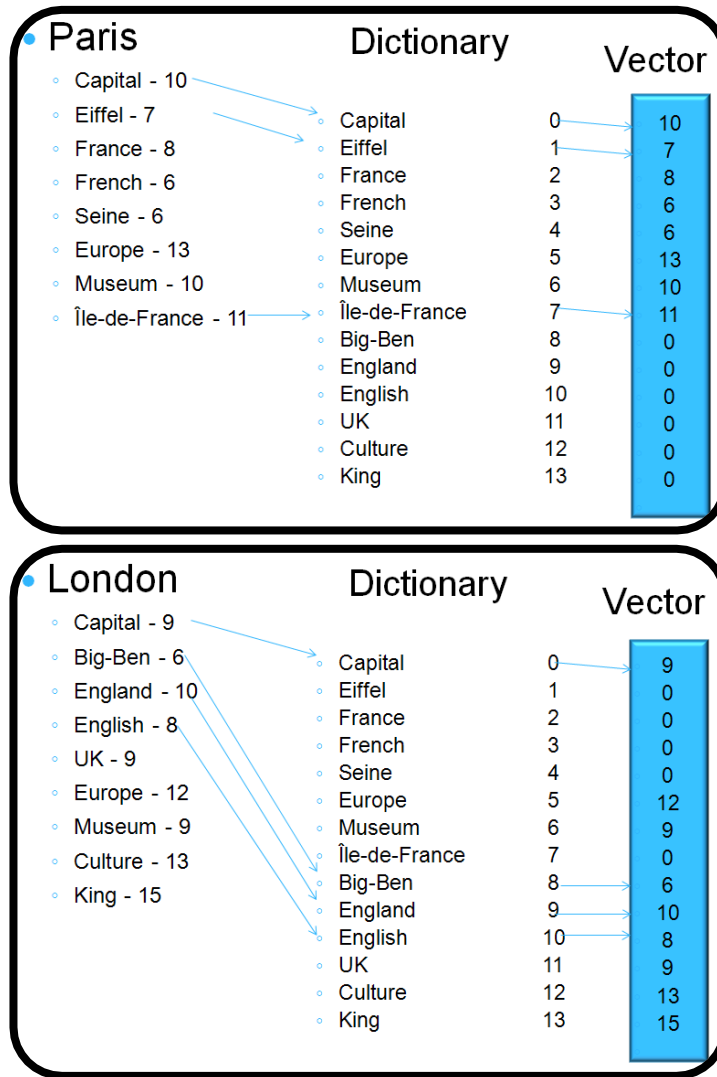 Paris
Dictionary
Vector
Capital - 10
Eiffel - 7
France - 8
French - 6
Seine - 6
Europe - 13
Museum - 10
Île-de-France - 11
Capital 0 10
Eiffel 1 7
France 2 8
French 3 6
Seine 4 6
Europe 5 13
Museum 6 10
Île-de-France 7 11
Big-Ben 8 0
England 9 0
English 10 0
UK 11 0
Culture 12 0
King 13 0
London
Dictionary
Vector
Capital - 9
Big-Ben - 6
England - 10
English - 8
UK - 9
Europe - 12
Museum - 9
Culture - 13
King - 15
Capital 0 9
Eiffel 1 0
France 2 0
French 3 0
Seine 4 0
Europe 5 12
Museum 6 9
Île-de-France 7 0
Big-Ben 8 6
England 9 10
English 10 8
UK 11 9
Culture 12 13
King 13 15